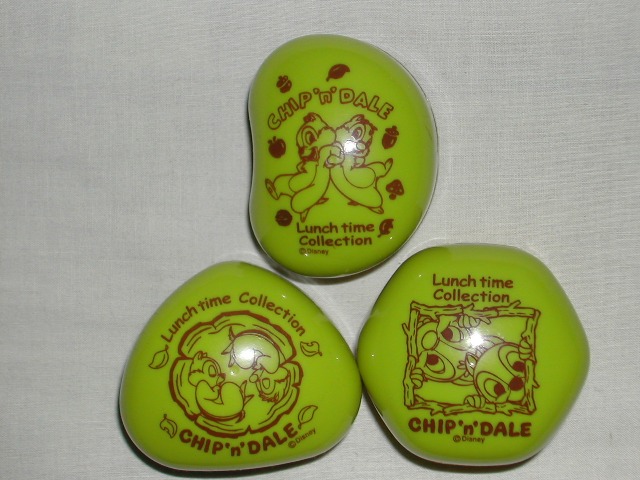 CHIP 'n' DALE
Lunch time
Collection
©Disney
Lunch time Collection
CHIP 'n' DALE
©Disney
Lunch time
Collection
CHIP 'n' DALE
©Disney